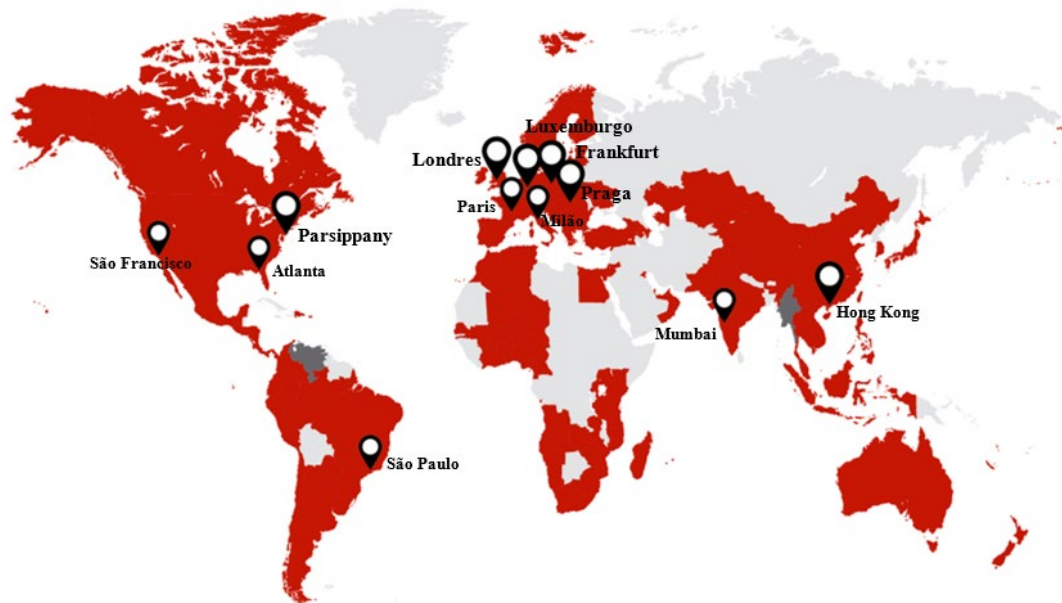 Luxemburgo
Londres
Frankfurt
Paris
Praga
Milão
Parsippany
São Francisco
Atlanta
Mumbai
Hong Kong
São Paulo